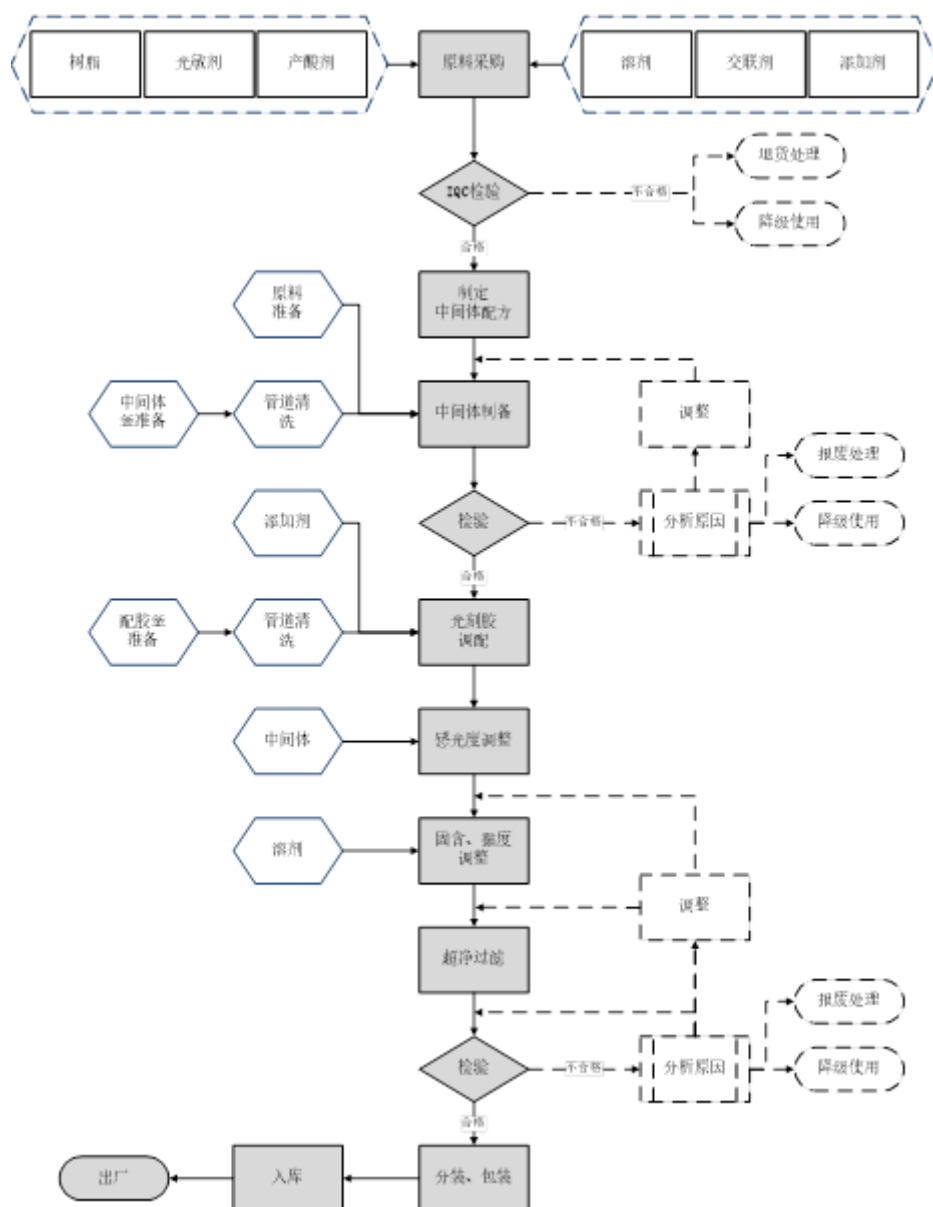 树脂
光敏剂
产酸剂
原料采购
溶剂
交联剂
添加剂
IQC检验
不合格
退货处理
降级使用
合格
原料
准备
制定
中间体配方
中间体
釜准备
管道清
洗
中间体制备
调整
报废处理
添加剂
检验
不合格
分析原因
降级使用
合格
配胶釜
准备
管道清
洗
光刻胶
调配
中间体
感光度调整
溶剂
固含、黏度
调整
调整
超净过滤
报废处理
检验
不合格
分析原因
降级使用
合格
出厂
入库
分装、包装